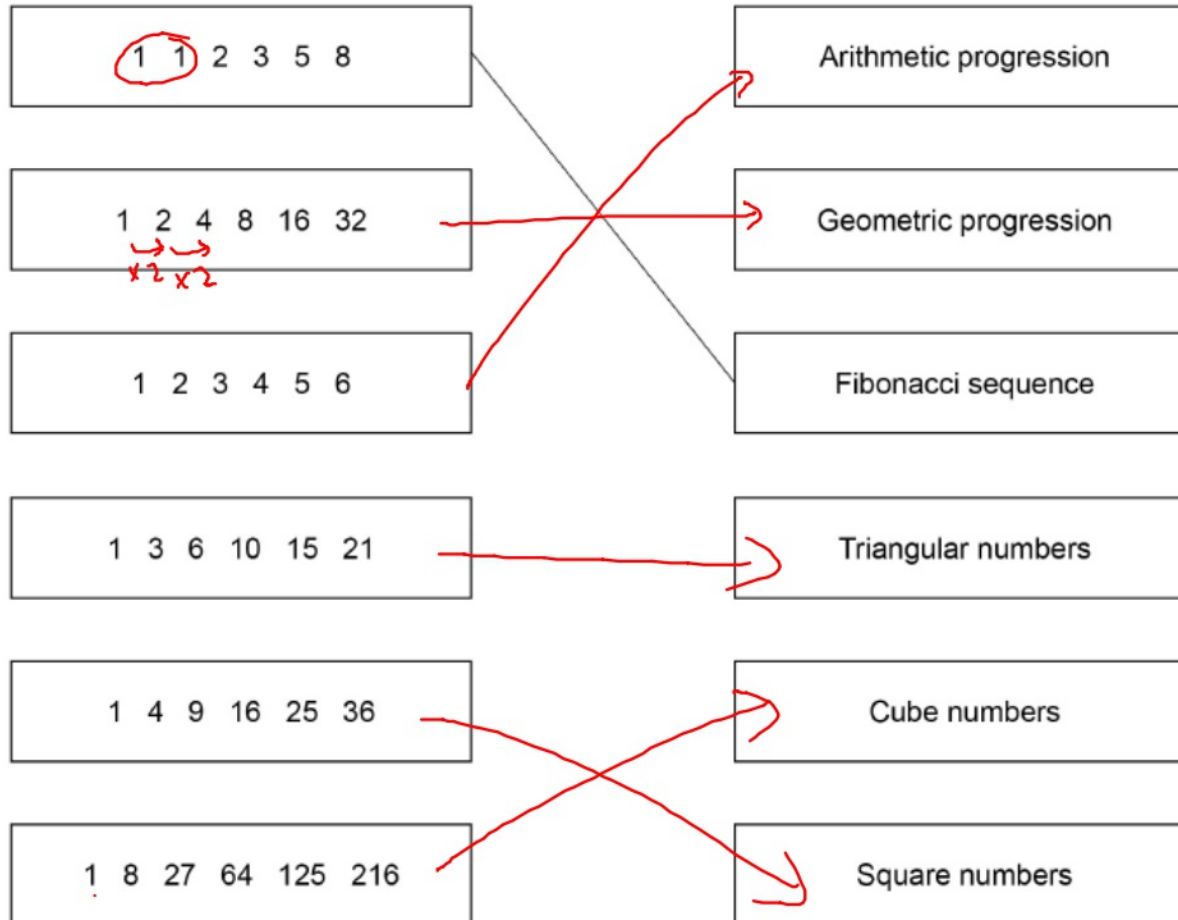 1 1 2 3 5 8
Arithmetic progression
1 2 4 8 16 32
Geometric progression
x2 x2
1 2 3 4 5 6
Fibonacci sequence
1 3 6 10 15 21
Triangular numbers
1 4 9 16 25 36
Cube numbers
1 8 27 64 125 216
Square numbers